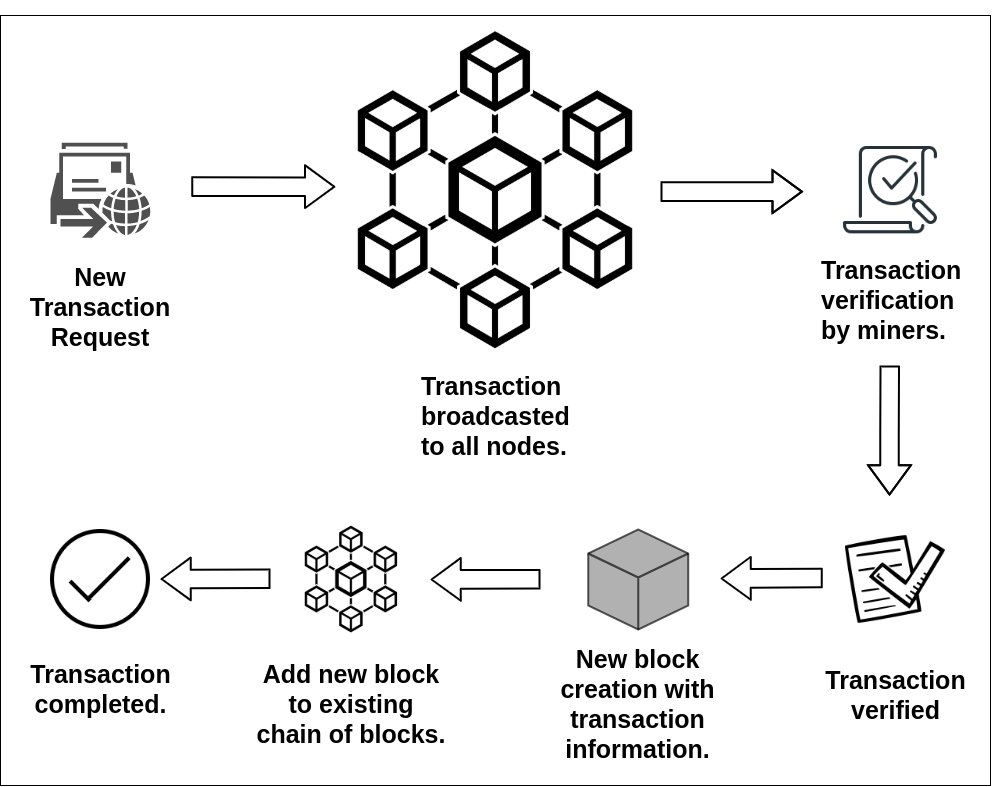 New
Transaction
Request
Transaction
broadcasted
to all nodes.
Transaction
verification
by miners.
Transaction
verified
New block
creation with
transaction
information.
Add new block
to existing
chain of blocks.
Transaction
completed.